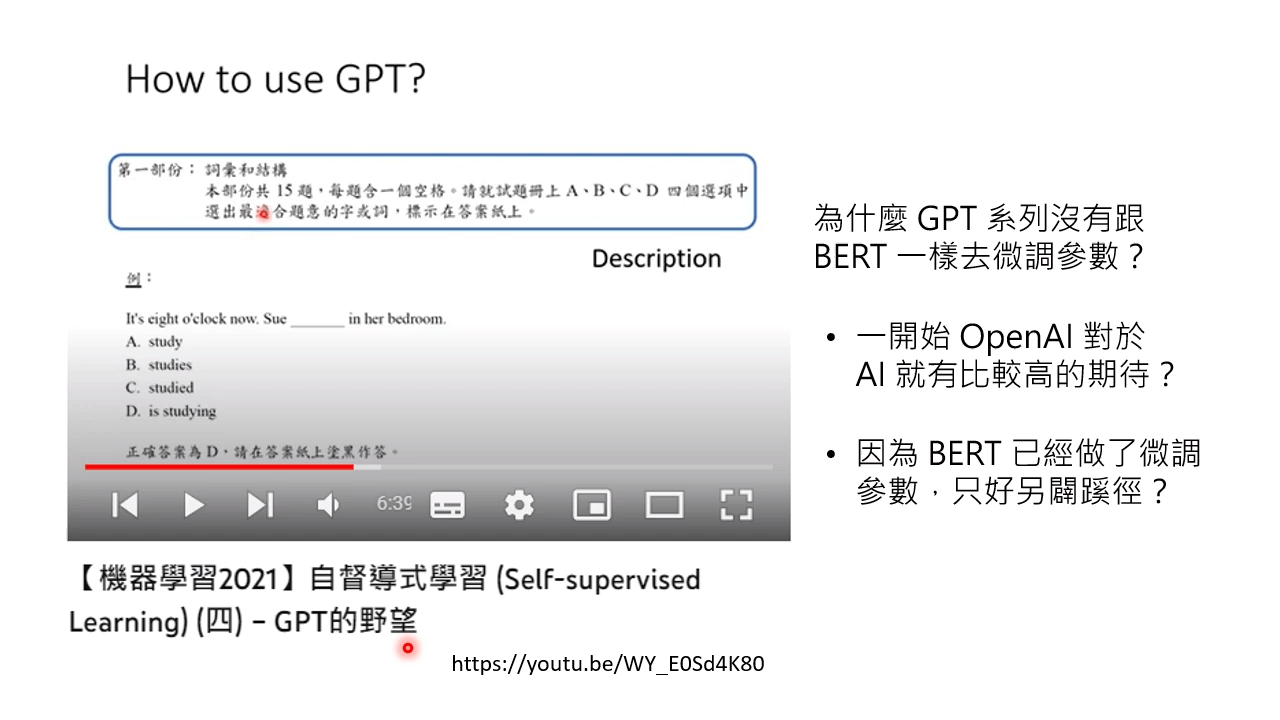 How to use GPT?
第一部份： 詞彙和結構
本部份共 15 題，每題含一個空格。請就試題冊上 A、B、C、D 四個選項中
選出最適合題意的字或詞，標示在答案紙上。
Description
例：
It's eight o'clock now. Sue _______ in her bedroom.
A. study
B. studies
C. studied
D. is studying
正確答案為 D，請在答案紙上塗黑作答。
6:39
【機器學習2021】自督導式學習 (Self-supervised
Learning) (四) – GPT的野望
https://youtu.be/WY_E0Sd4K80
為什麼 GPT 系列沒有跟
BERT 一樣去微調參數？
• 一開始 OpenAI 對於
AI 就有比較高的期待？
• 因為 BERT 已經做了微調
參數，只好另闢蹊徑？